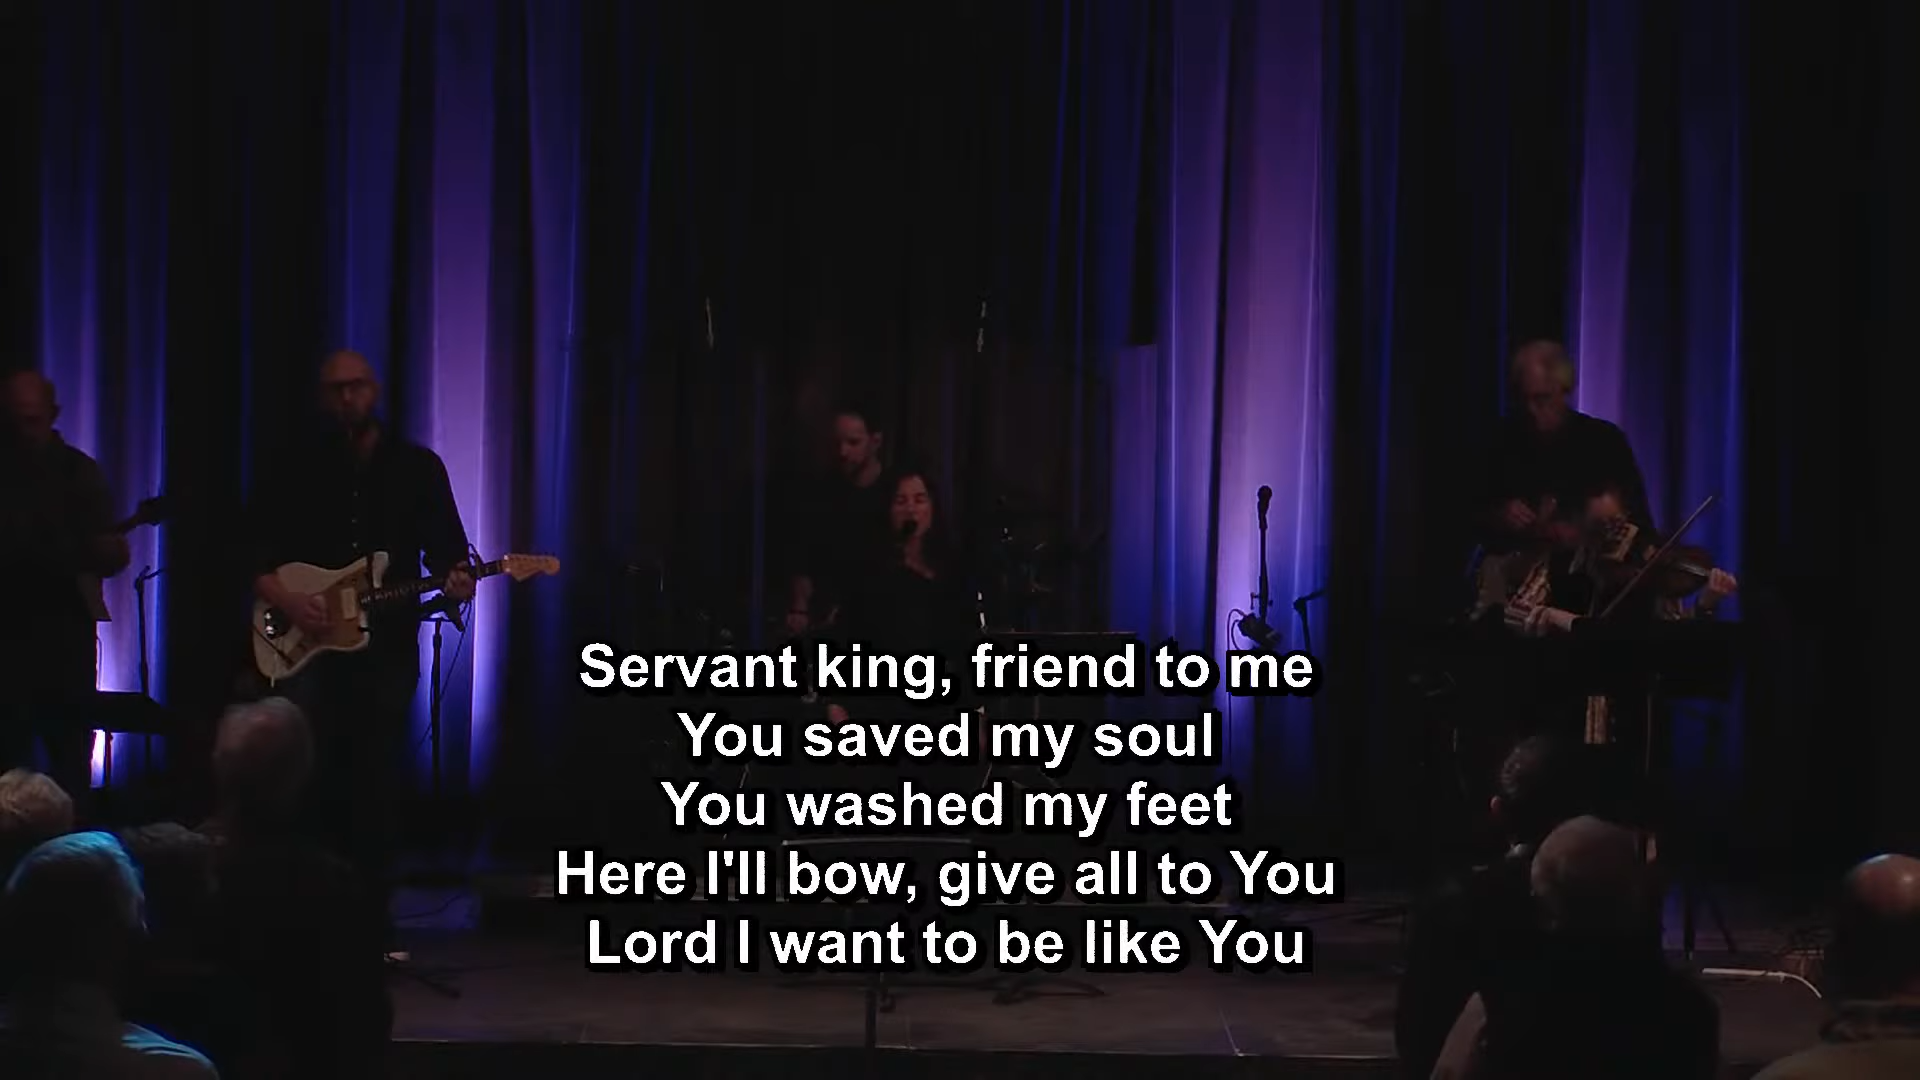 Servant king, friend to me
You saved my soul
You washed my feet
Here I'll bow, give all to You
Lord I want to be like You